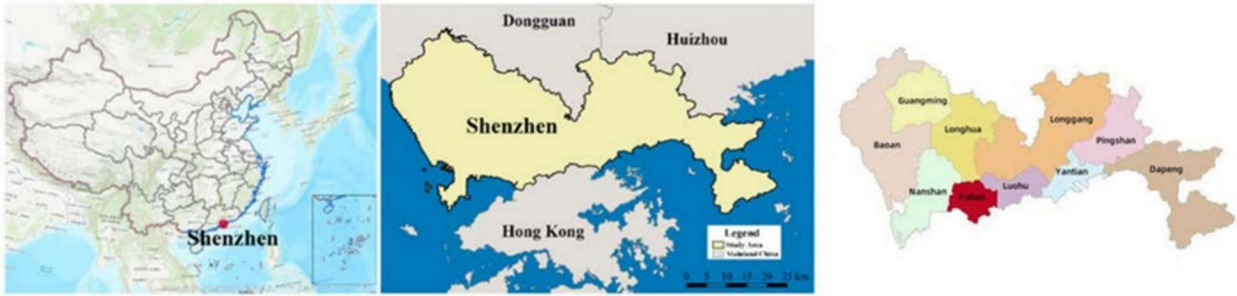 Shenzhen
Dongguan
Huizhou
Shenzhen
Hong Kong
Legend
Study Area
Mainland China
0 5 10 15 20 25 km
Guangming
Longhua
Longgang
Baoan
Pingshan
Dapeng
Yantian
Nanshan
Luohu
Futian